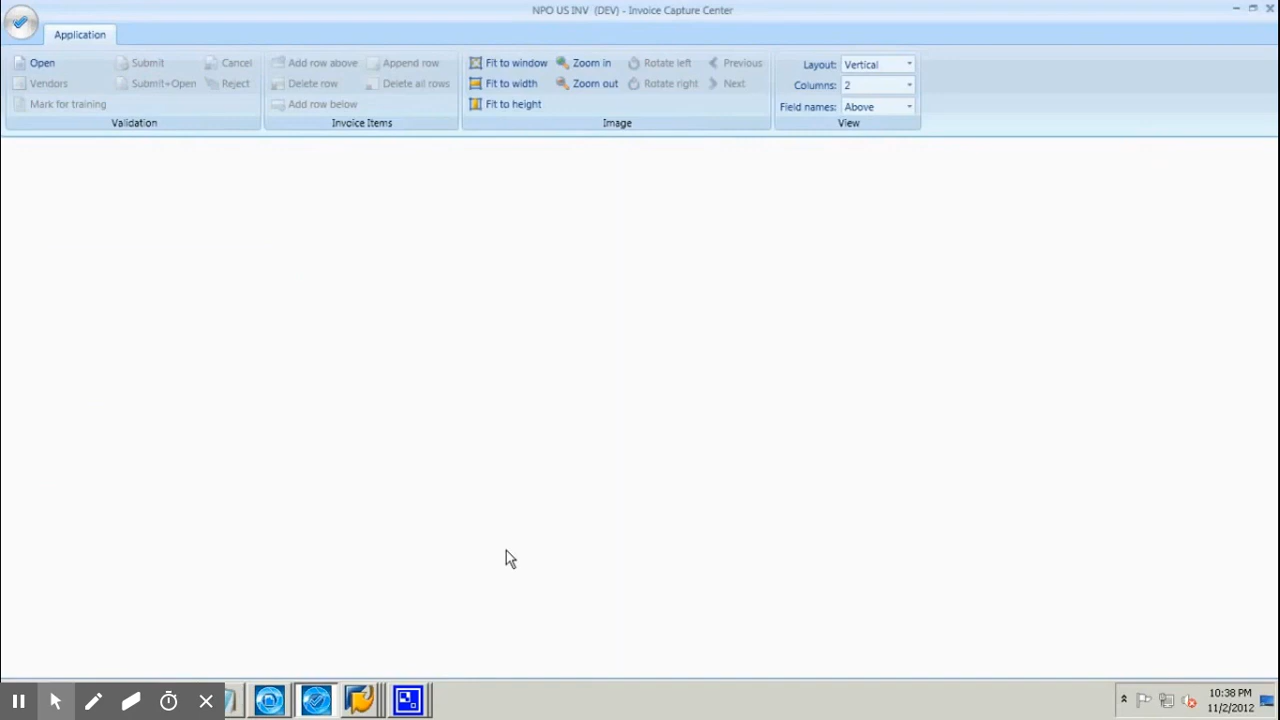 NPO US INV (DEV) - Invoice Capture Center
Application
Open
Submit
Cancel
Vendors
Submit+Open
Reject
Mark for training
Validation
Add row above
Append row
Delete row
Delete all rows
Add row below
Invoice Items
Fit to window
Zoom in
Rotate left
Previous
Fit to width
Zoom out
Rotate right
Next
Fit to height
Image
Layout: Vertical
Columns: 2
Field names: Above
View
10:38 PM
11/2/2012